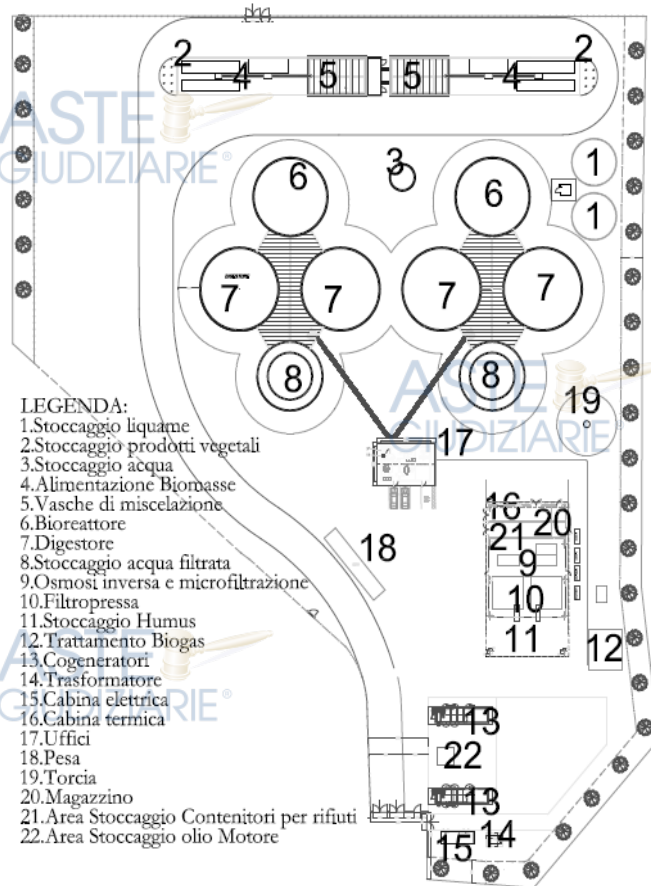 2
2
4
5
5
4
ASTE
GIUDIZIARIE®
3
1
6
6
1
7
7
7
7
8
8
ASTE
GIUDIZIARIE
19
17
LEGENDA:
1.Stoccaggio liquame
2.Stoccaggio prodotti vegetali
3.Stoccaggio acqua
4.Alimentazione Biomasse
5.Vasche di miscelazione
6.Bioreattore
7.Digestore
8.Stoccaggio acqua filtrata
9.Osmosi inversa e microfiltrazione
10.Filtropressa
11.Stoccaggio Humus
12.Trattamento Biogas
13.Cogeneratori
14.Trasformatore
15.Cabina elettrica
16.Cabina termica
17.Uffici
18.Pesa
19.Torcia
20.Magazzino
21.Area Stoccaggio Contenitori per rifiuti
22.Area Stoccaggio olio Motore
16
20
21
18
9
10
11
12
ASTE
GIUDIZIARIE®
13
22
13
14
15